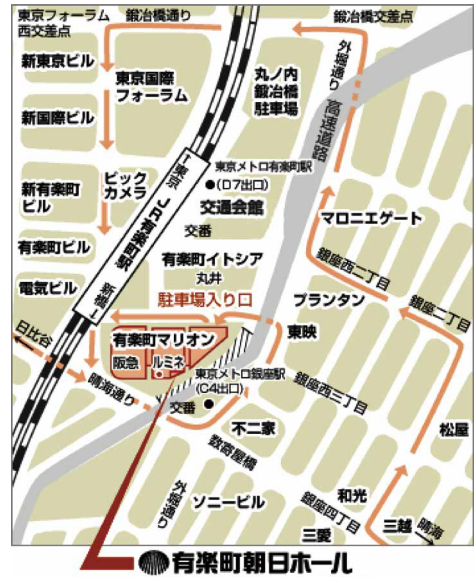 東京フォーラム
西交差点
鍛冶橋通り
鍛冶橋交差点
新東京ビル
東京国際
フォーラム
丸ノ内
鍛冶橋
駐車場
外堀通り
高速道路
新国際ビル
↑東京 JR有楽町駅 新橋↓
東京メトロ有楽町駅
(D7出口)
新有楽町
ビル
ビック
カメラ
交通会館
マロニエゲート
交番
有楽町ビル
有楽町イトシア
丸井
銀座西二丁目
電気ビル
駐車場入り口
プランタン
銀座二丁目
日比谷
有楽町マリオン
東映
阪急
ルミネ
東京メトロ銀座駅
(C4出口)
銀座西三丁目
晴海通り
交番
不二家
松屋
数寄屋橋
外堀通り
ソニービル
和光
銀座四丁目
三愛
三越
晴海
有楽町朝日ホール